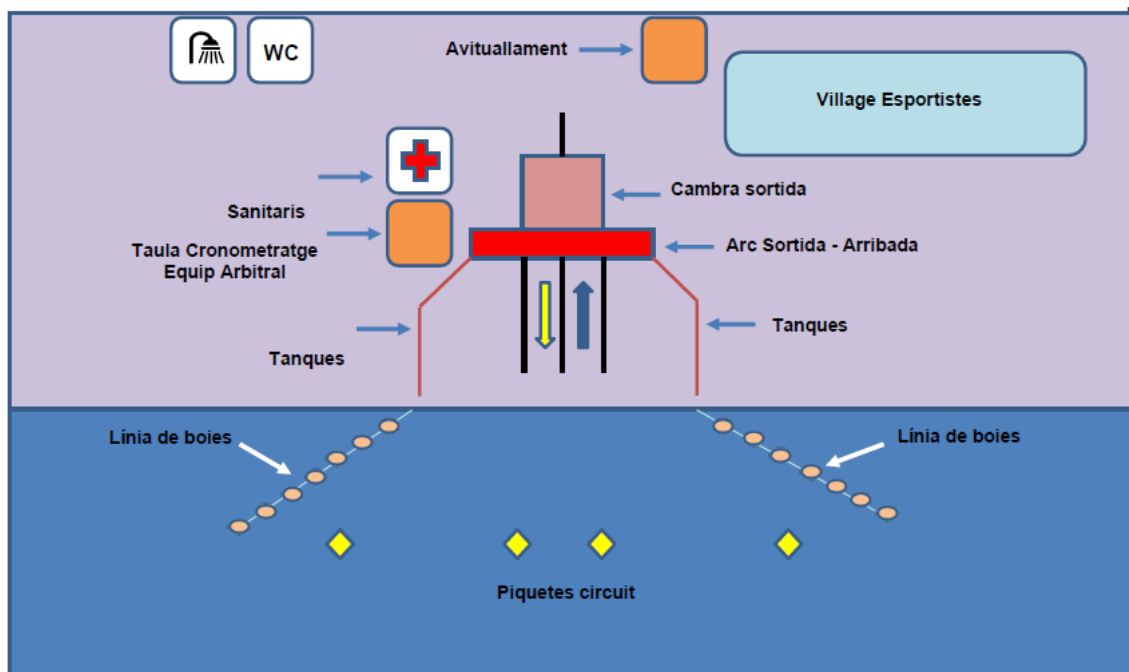 WC
Avituallament
Village Esportistes
Sanitaris
Cambra sortida
Taula Cronometratge
Equip Arbitral
Arc Sortida - Arribada
Tanques
Tanques
Línia de boies
Línia de boies
Piquetes circuit